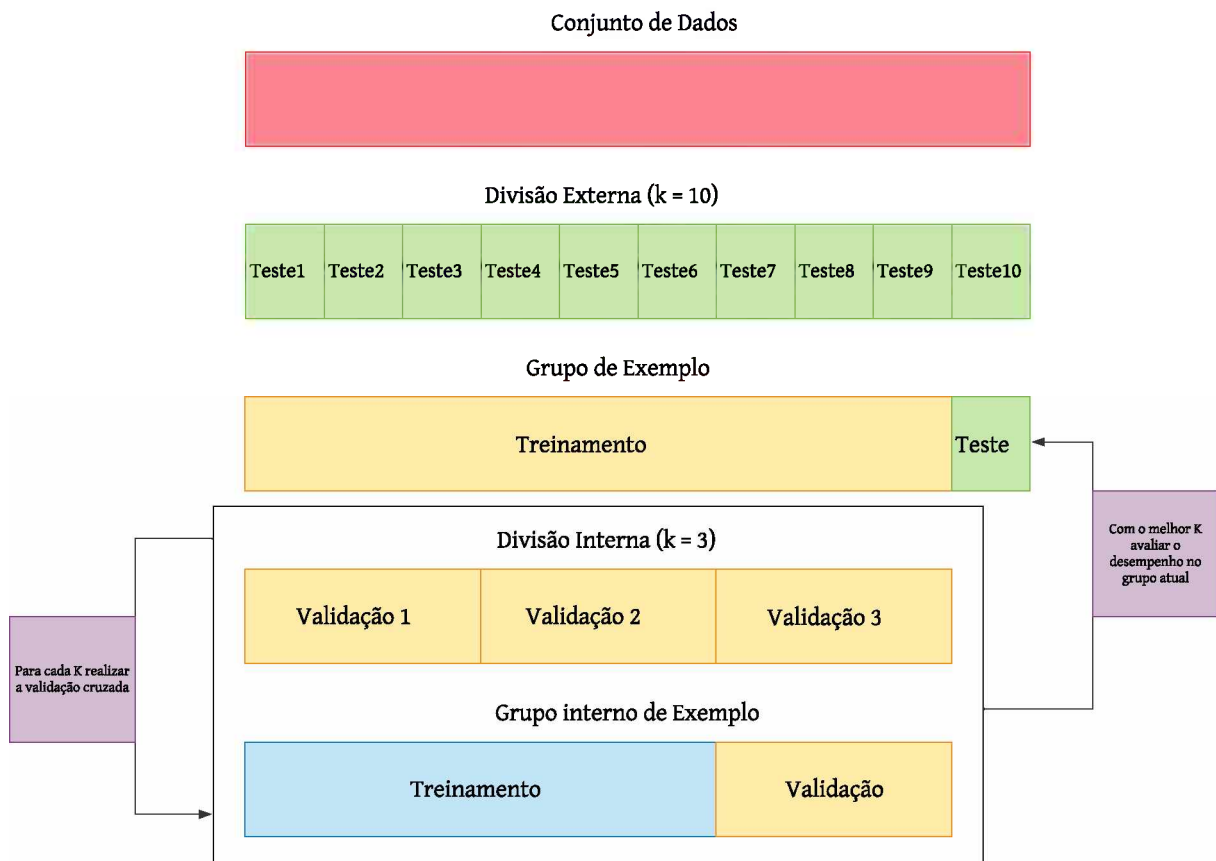 Conjunto de Dados
Divisão Externa (k = 10)
Teste1 Teste2 Teste3 Teste4 Teste5 Teste6 Teste7 Teste8 Teste9 Teste10
Grupo de Exemplo
Treinamento Teste
Divisão Interna (k = 3)
Validação 1 Validação 2 Validação 3
Grupo interno de Exemplo
Treinamento Validação
Para cada K realizar
a validação cruzada
Com o melhor K
avaliar o
desempenho no
grupo atual